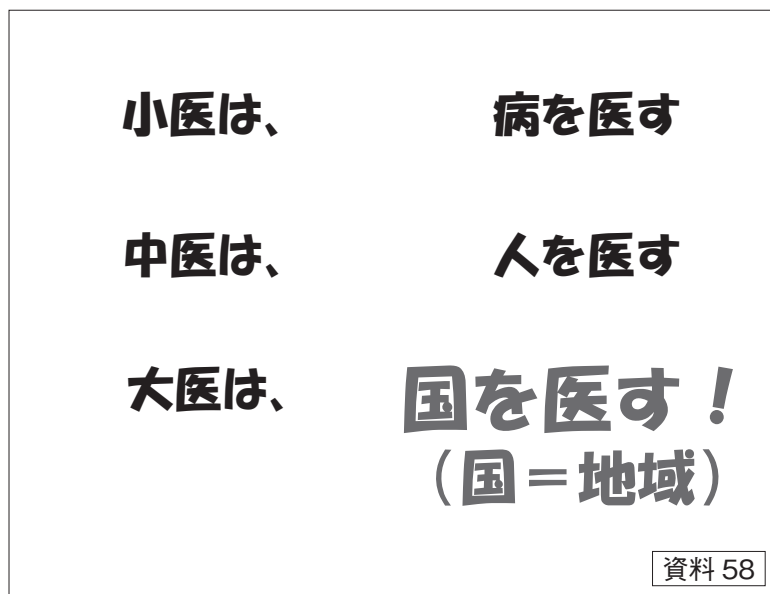 小医は、 病を医す
中医は、 人を医す
大医は、 国を医す！
（国＝地域）
資料 58